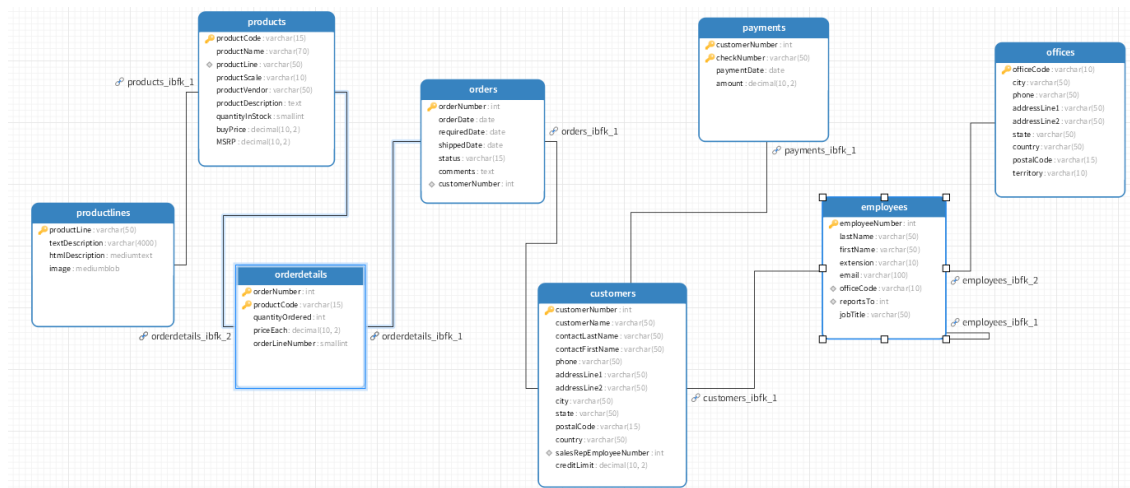 products
productCode: varchar(15)
productName: varchar(70)
productLine: varchar(50)
productScale: varchar(10)
productVendor: varchar(50)
productDescription: text
quantityInStock: smallint
buyPrice: decimal(10, 2)
MSRP: decimal(10, 2)
products_ibfk_1
orders
orderNumber: int
orderDate: date
requiredDate: date
shippedDate: date
status: varchar(15)
comments: text
customerNumber: int
orders_ibfk_1
payments
customerNumber: int
checkNumber: varchar(50)
paymentDate: date
amount: decimal(10, 2)
payments_ibfk_1
offices
officeCode: varchar(10)
city: varchar(50)
phone: varchar(50)
addressLine1: varchar(50)
addressLine2: varchar(50)
state: varchar(50)
country: varchar(50)
postalCode: varchar(15)
territory: varchar(10)
productlines
productLine: varchar(50)
textDescription: varchar(4000)
htmlDescription: mediumtext
image: mediumblob
orderdetails
orderNumber: int
productCode: varchar(15)
quantityOrdered: int
priceEach: decimal(10, 2)
orderLineNumber: smallint
orderdetails_ibfk_2
orderdetails_ibfk_1
customers
customerNumber: int
customerName: varchar(50)
contactLastName: varchar(50)
contactFirstName: varchar(50)
phone: varchar(50)
addressLine1: varchar(50)
addressLine2: varchar(50)
city: varchar(50)
state: varchar(50)
postalCode: varchar(15)
country: varchar(50)
salesRepEmployeeNumber: int
creditLimit: decimal(10, 2)
customers_ibfk_1
employees
employeeNumber: int
lastName: varchar(50)
firstName: varchar(50)
extension: varchar(10)
email: varchar(100)
officeCode: varchar(10)
reportsTo: int
jobTitle: varchar(50)
employees_ibfk_2
employees_ibfk_1